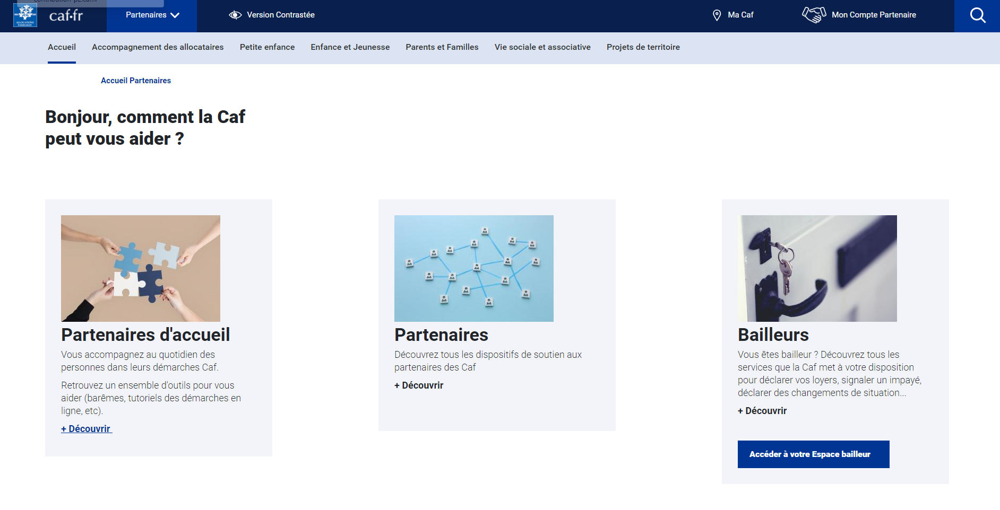 caf.fr
Partenaires
Version Contrastée
Ma Caf
Mon Compte Partenaire
ALLOCATIONS
FAMILIALES
Accueil
Accompagnement des allocataires
Petite enfance
Enfance et Jeunesse
Parents et Familles
Vie sociale et associative
Projets de territoire
Accueil Partenaires
Bonjour, comment la Caf
peut vous aider ?
Partenaires d'accueil
Vous accompagnez au quotidien des
personnes dans leurs démarches Caf.
Retrouvez un ensemble d'outils pour vous
aider (barêmes, tutoriels des démarches en
ligne, etc).
+ Découvrir
Partenaires
Découvrez tous les dispositifs de soutien aux
partenaires des Caf
+ Découvrir
Bailleurs
Vous êtes bailleur ? Découvrez tous les
services que la Caf met à votre disposition
pour déclarer vos loyers, signaler un impayé,
déclarer des changements de situation...
+ Découvrir
Accéder à votre Espace bailleur